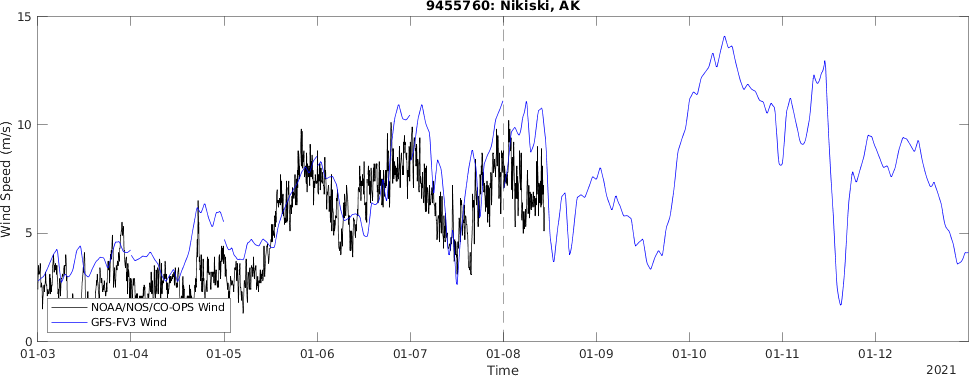 9455760: Nikiski, AK
15
10
5
0
Wind Speed (m/s)
NOAA/NOS/CO-OPS Wind
GFS-FV3 Wind
01-03 01-04 01-05 01-06 01-07 01-08 01-09 01-10 01-11 01-12
Time
2021